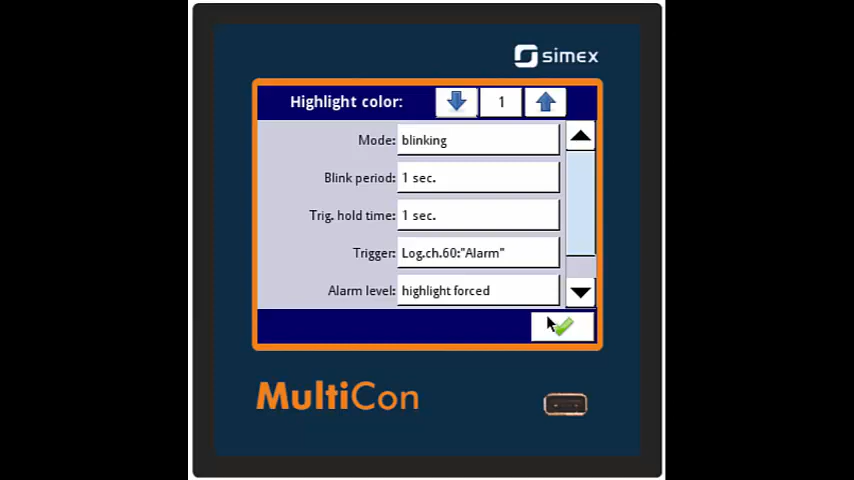 simex
Highlight color: 1
Mode: blinking
Blink period: 1 sec.
Trig. hold time: 1 sec.
Trigger: Log.ch.60:"Alarm"
Alarm level: highlight forced
MultiCon